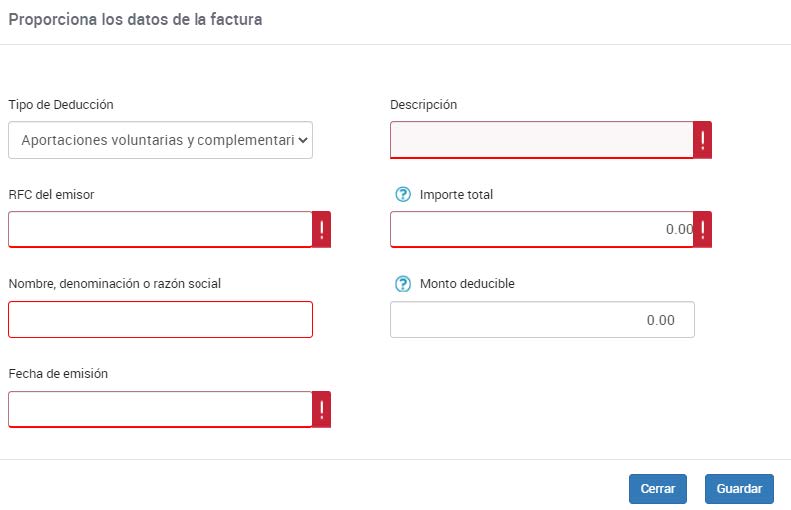 Proporciona los datos de la factura
Tipo de Deducción
Descripción
Aportaciones voluntarias y complementari
!
RFC del emisor
? Importe total
!
0.00 !
Nombre, denominación o razón social
? Monto deducible
0.00
Fecha de emisión
!
Cerrar
Guardar